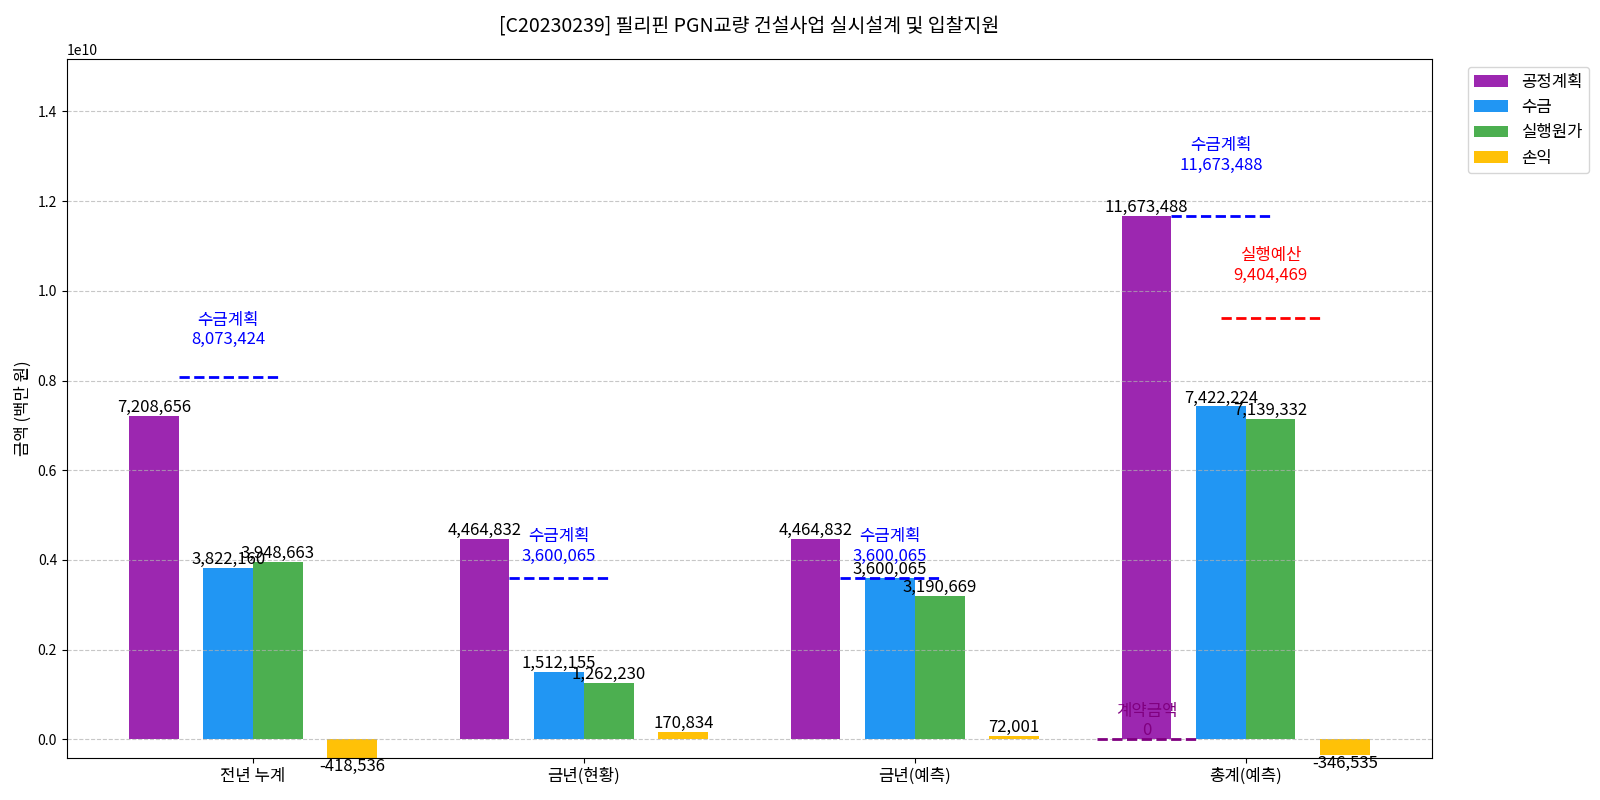 [C20230239] 필리핀 PGN교량 건설사업 실시설계 및 입찰지원
1e10
공정계획
수금
실행원가
손익
금액 (백만 원)
1.4
1.2
1.0
0.8
0.6
0.4
0.2
0.0
수금계획
8,073,424
7,208,656
3,822,160
3,948,663
-418,536
4,464,832
수금계획
3,600,065
1,512,155
1,262,230
170,834
4,464,832
수금계획
3,600,065
3,600,065
3,190,669
72,001
수금계획
11,673,488
11,673,488
실행예산
9,404,469
7,422,224
7,139,332
계약금액
0
-346,535
전년 누계
금년(현황)
금년(예측)
총계(예측)